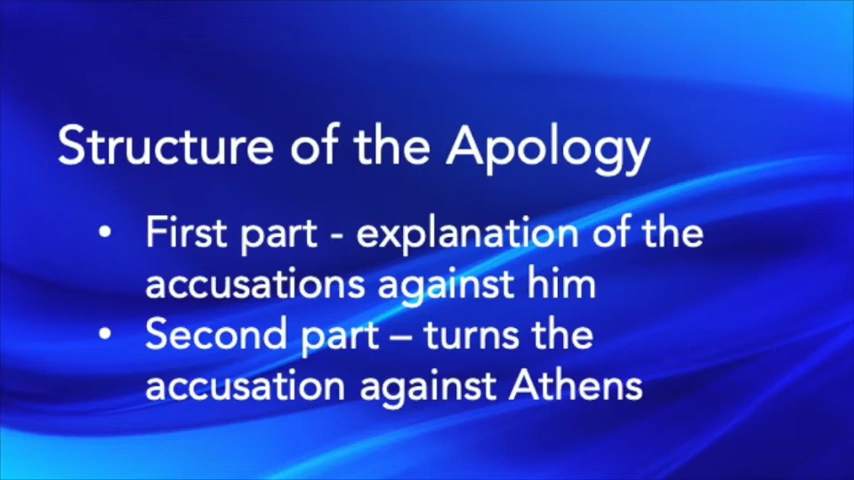 Structure of the Apology
• First part - explanation of the
accusations against him
• Second part – turns the
accusation against Athens